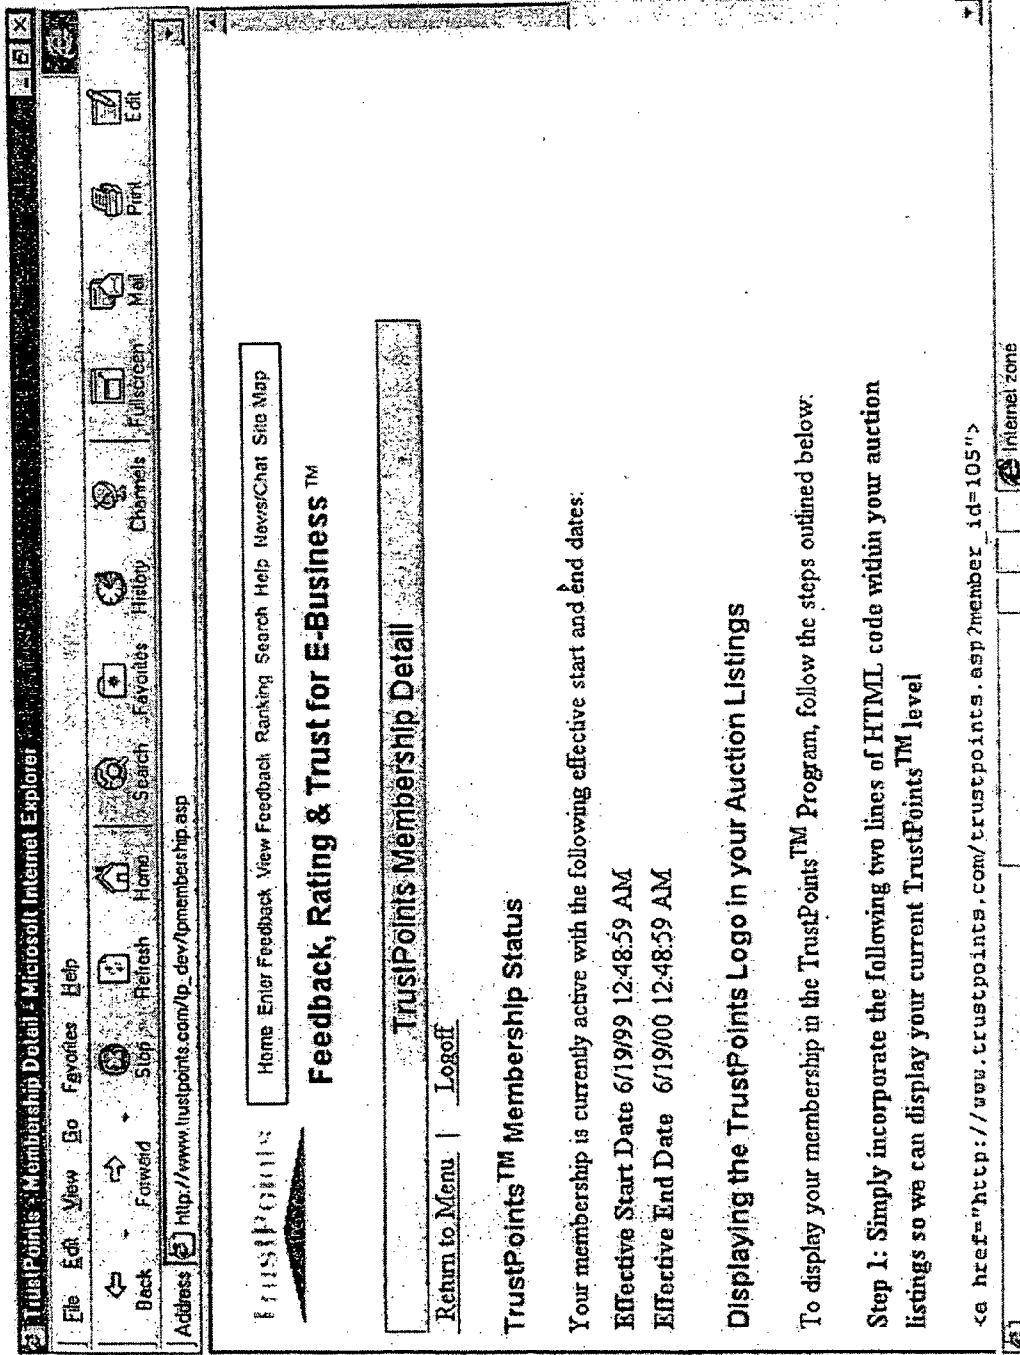 TrustPoints - Membership Detail - Microsoft Internet Explorer
File Edit View Go Favorites Help
Back Forward Stop Refresh Home Search Favorites History Channels Fullscreen Mail Print Edit
Address http://www.trustpoints.com/tp_dev/tpmembership.asp
TrustPoints
Home Enter Feedback View Feedback Ranking Search Help News/Chat Site Map
Feedback, Rating & Trust for E-Business™
TrustPoints Membership Detail
Return to Menu | Logoff
TrustPoints™ Membership Status
Your membership is currently active with the following effective start and end dates:
Effective Start Date 6/19/99 12:48:59 AM
Effective End Date 6/19/00 12:48:59 AM
Displaying the TrustPoints Logo in your Auction Listings
To display your membership in the TrustPoints™ Program, follow the steps outlined below:
Step 1: Simply incorporate the following two lines of HTML code within your auction
listings so we can display your current TrustPoints™ level
<a href="http://www.trustpoints.com/trustpoints.asp?member_id=105">
Internet zone